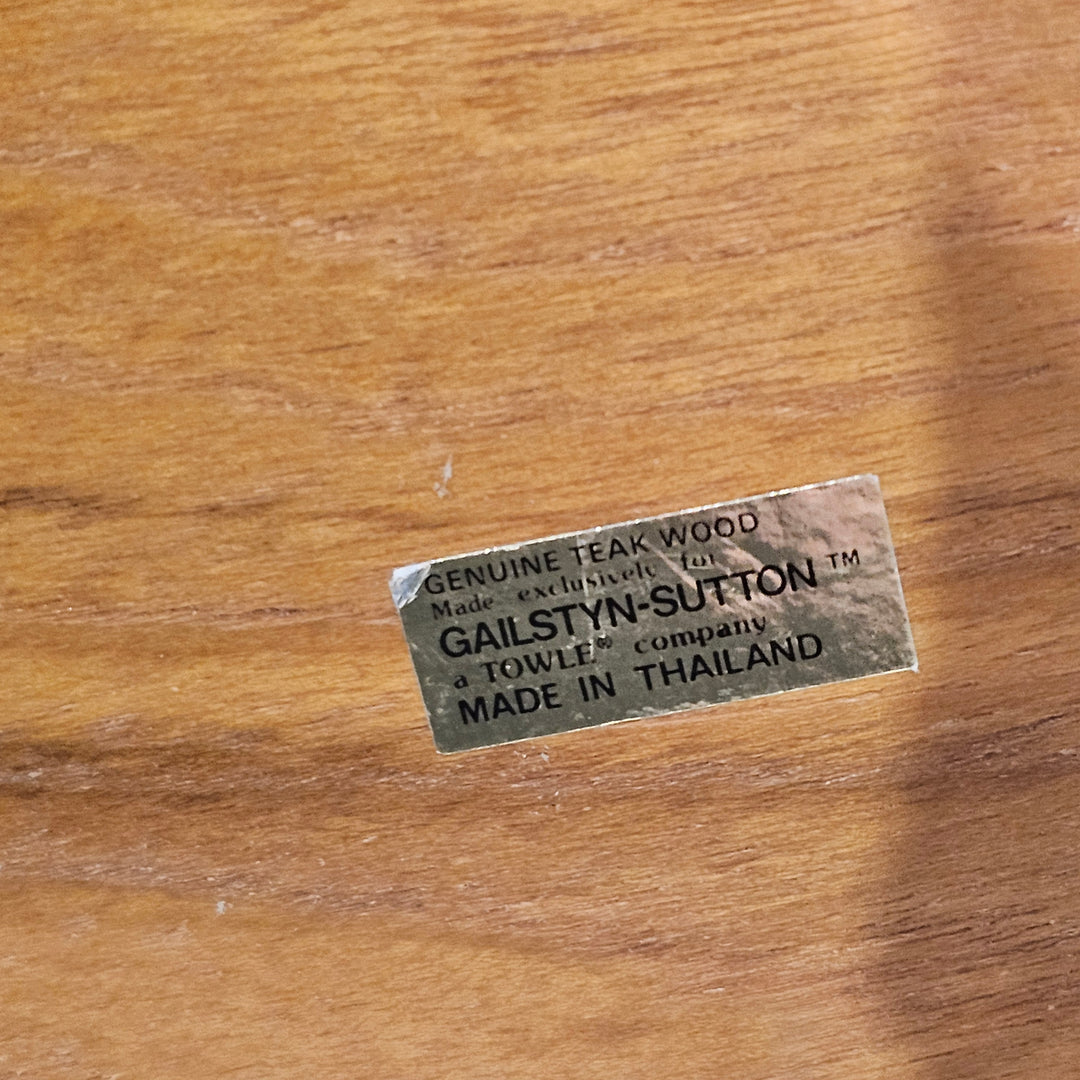 GENUINE TEAK WOOD
Made exclusively for
GAILSTYN-SUTTON™
a TOWLE® company
MADE IN THAILAND